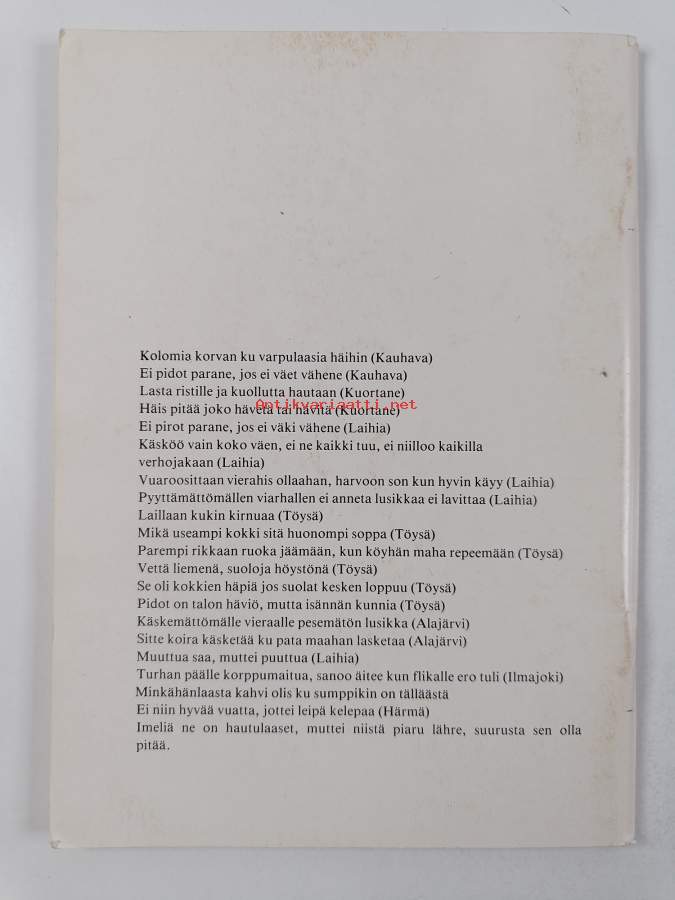 Kolomia korvan ku varpulaasia häihin (Kauhava)
Ei pidot parane, jos ei väet vähene (Kauhava)
Lasta ristille ja kuollutta hautaan (Kuortane)
Antikvariaatti.net
Häis pitää joko hävetä tai hävitä (Kuortane)
Ei pirot parane, jos ei väki vähene (Laihia)
Käsköö vain koko väen, ei ne kaikki tuu, ei niilloo kaikilla
verhojakaan (Laihia)
Vuaroosittaan vierahis ollaahan, harvoon son kun hyvin käyy (Laihia)
Pyyttämättömällen viarhallen ei anneta lusikkaa ei lavittaa (Laihia)
Laillaan kukin kirnuaa (Töysä)
Mikä useampi kokki sitä huonompi soppa (Töysä)
Parempi rikkaan ruoka jäämään, kun köyhän maha repeemään (Töysä)
Vettä liemenä, suoloja höystönä (Töysä)
Se oli kokkien häpiä jos suolat kesken loppuu (Töysä)
Pidot on talon häviö, mutta isännän kunnia (Töysä)
Käskemättömälle vieraalle pesemätön lusikka (Alajärvi)
Sitte koira käsketää ku pata maahan lasketaa (Alajärvi)
Muuttua saa, muttei puuttua (Laihia)
Turhan päälle korppumaitua, sanoo äitee kun flikalle ero tuli (Ilmajoki)
Minkähänlaasta kahvi olis ku sumppikin on tälläästä
Ei niin hyvää vuatta, jottei leipä kelepaa (Härmä)
Imeliä ne on hautulaaset, muttei niistä piaru lähre, suurusta sen olla
pitää.